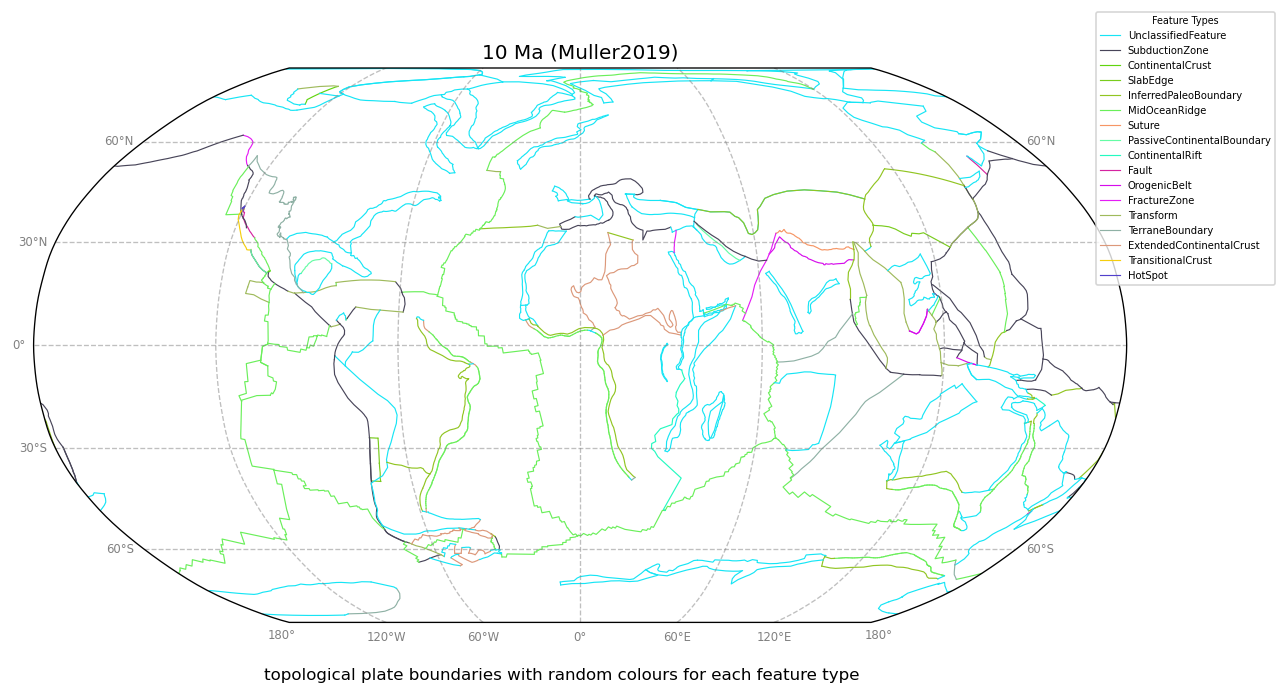 10 Ma (Muller2019)
Feature Types
UnclassifiedFeature
SubductionZone
ContinentalCrust
SlabEdge
InferredPaleoBoundary
MidOceanRidge
Suture
PassiveContinentalBoundary
ContinentalRift
Fault
OrogenicBelt
FractureZone
Transform
TerraneBoundary
ExtendedContinentalCrust
TransitionalCrust
HotSpot
60°N 60°N
30°N
0°
30°S
60°S 60°S
180° 120°W 60°W 0° 60°E 120°E 180°
topological plate boundaries with random colours for each feature type